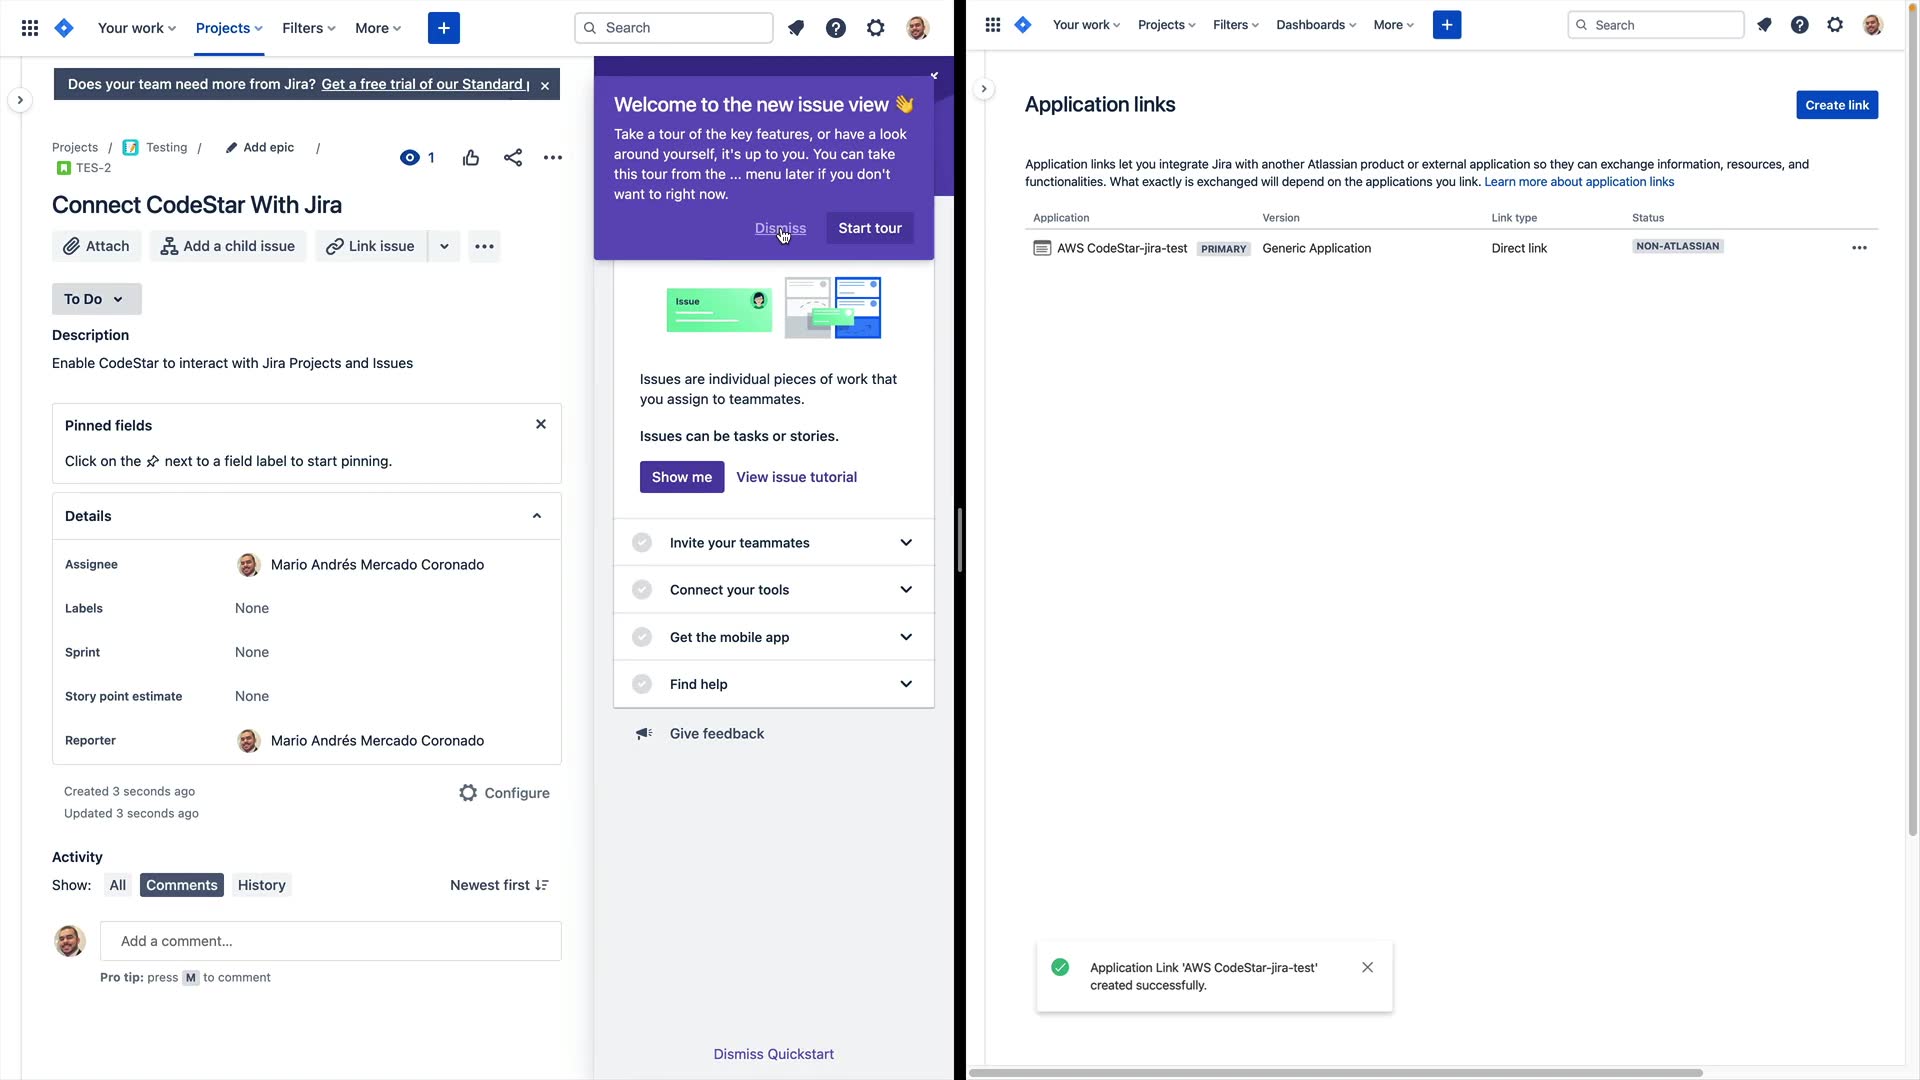 Your work
Projects
Filters
More
Search
Does your team need more from Jira? Get a free trial of our Standard
Projects / Testing / Add epic /
TES-2
1
Connect CodeStar With Jira
Attach
Add a child issue
Link issue
To Do
Description
Enable CodeStar to interact with Jira Projects and Issues
Pinned fields
Click on the next to a field label to start pinning.
Details
Assignee Mario Andrés Mercado Coronado
Labels None
Sprint None
Story point estimate None
Reporter Mario Andrés Mercado Coronado
Created 3 seconds ago
Updated 3 seconds ago
Configure
Activity
Show: All Comments History
Newest first
Add a comment...
Pro tip: press M to comment
Welcome to the new issue view 👋
Take a tour of the key features, or have a look
around yourself, it's up to you. You can take
this tour from the ... menu later if you don't
want to right now.
Dismiss
Start tour
Issue
Issues are individual pieces of work that
you assign to teammates.
Issues can be tasks or stories.
Show me
View issue tutorial
Invite your teammates
Connect your tools
Get the mobile app
Find help
Give feedback
Dismiss Quickstart
Your work
Projects
Filters
Dashboards
More
Search
Application links
Create link
Application links let you integrate Jira with another Atlassian product or external application so they can exchange information, resources, and
functionalities. What exactly is exchanged will depend on the applications you link. Learn more about application links
Application Version Link type Status
AWS CodeStar-jira-test PRIMARY Generic Application Direct link NON-ATLASSIAN
Application Link 'AWS CodeStar-jira-test'
created successfully.